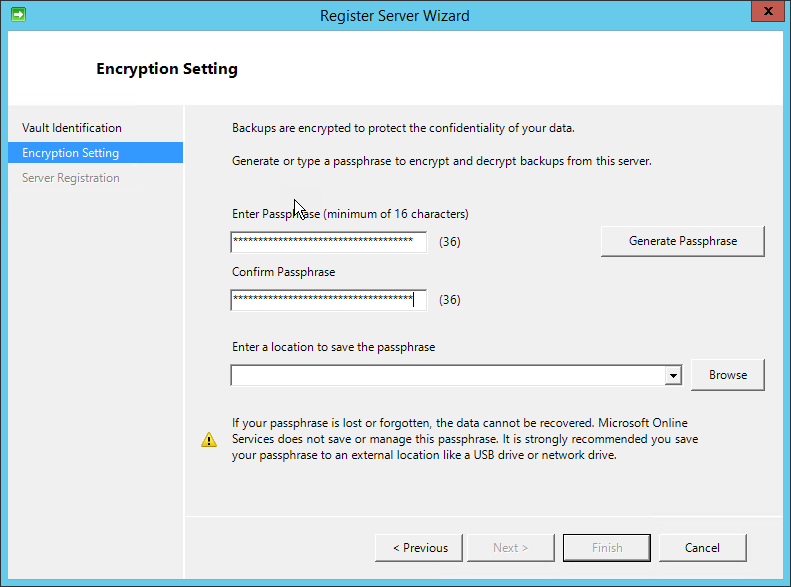 Register Server Wizard
X
Encryption Setting
Vault Identification
Encryption Setting
Server Registration
Backups are encrypted to protect the confidentiality of your data.
Generate or type a passphrase to encrypt and decrypt backups from this server.
Enter Passphrase (minimum of 16 characters)
************************************ (36)
Generate Passphrase
Confirm Passphrase
************************************ (36)
Enter a location to save the passphrase
Browse
If your passphrase is lost or forgotten, the data cannot be recovered. Microsoft Online
Services does not save or manage this passphrase. It is strongly recommended you save
your passphrase to an external location like a USB drive or network drive.
< Previous
Next >
Finish
Cancel